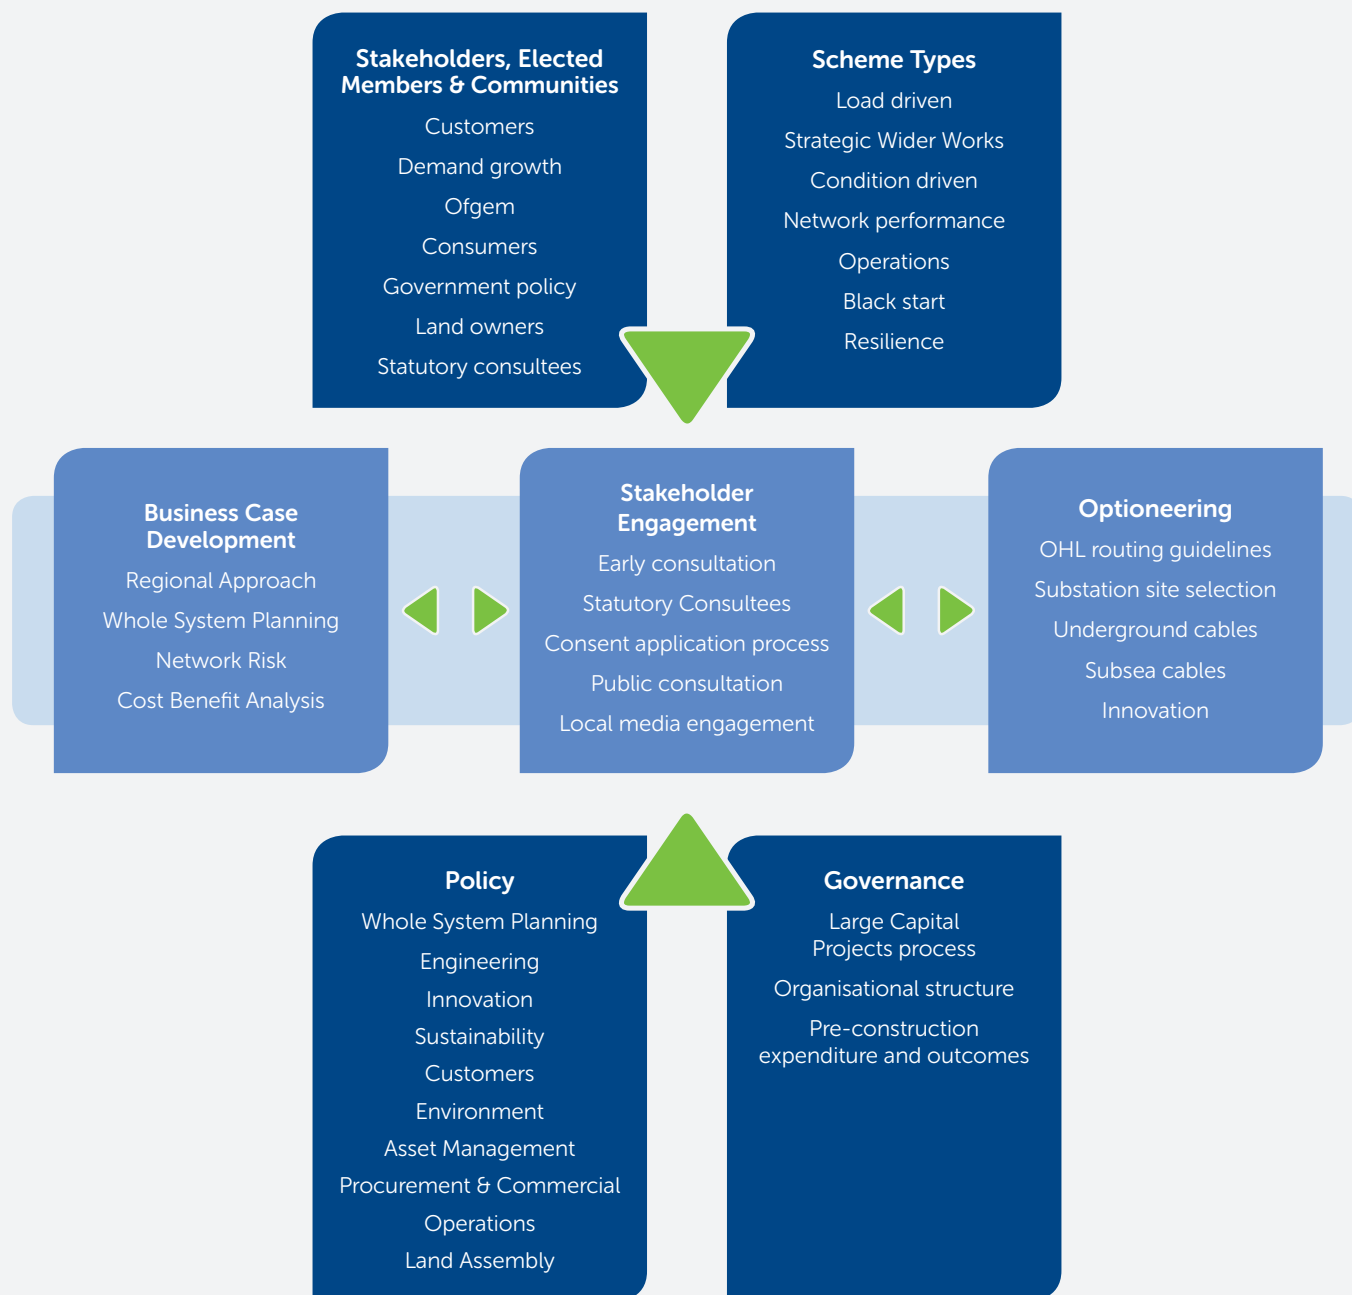 Stakeholders, Elected
Members & Communities
Customers
Demand growth
Ofgem
Consumers
Government policy
Land owners
Statutory consultees
Scheme Types
Load driven
Strategic Wider Works
Condition driven
Network performance
Operations
Black start
Resilience
Business Case
Development
Regional Approach
Whole System Planning
Network Risk
Cost Benefit Analysis
Stakeholder
Engagement
Early consultation
Statutory Consultees
Consent application process
Public consultation
Local media engagement
Optioneering
OHL routing guidelines
Substation site selection
Underground cables
Subsea cables
Innovation
Policy
Whole System Planning
Engineering
Innovation
Sustainability
Customers
Environment
Asset Management
Procurement & Commercial
Operations
Land Assembly
Governance
Large Capital
Projects process
Organisational structure
Pre-construction
expenditure and outcomes